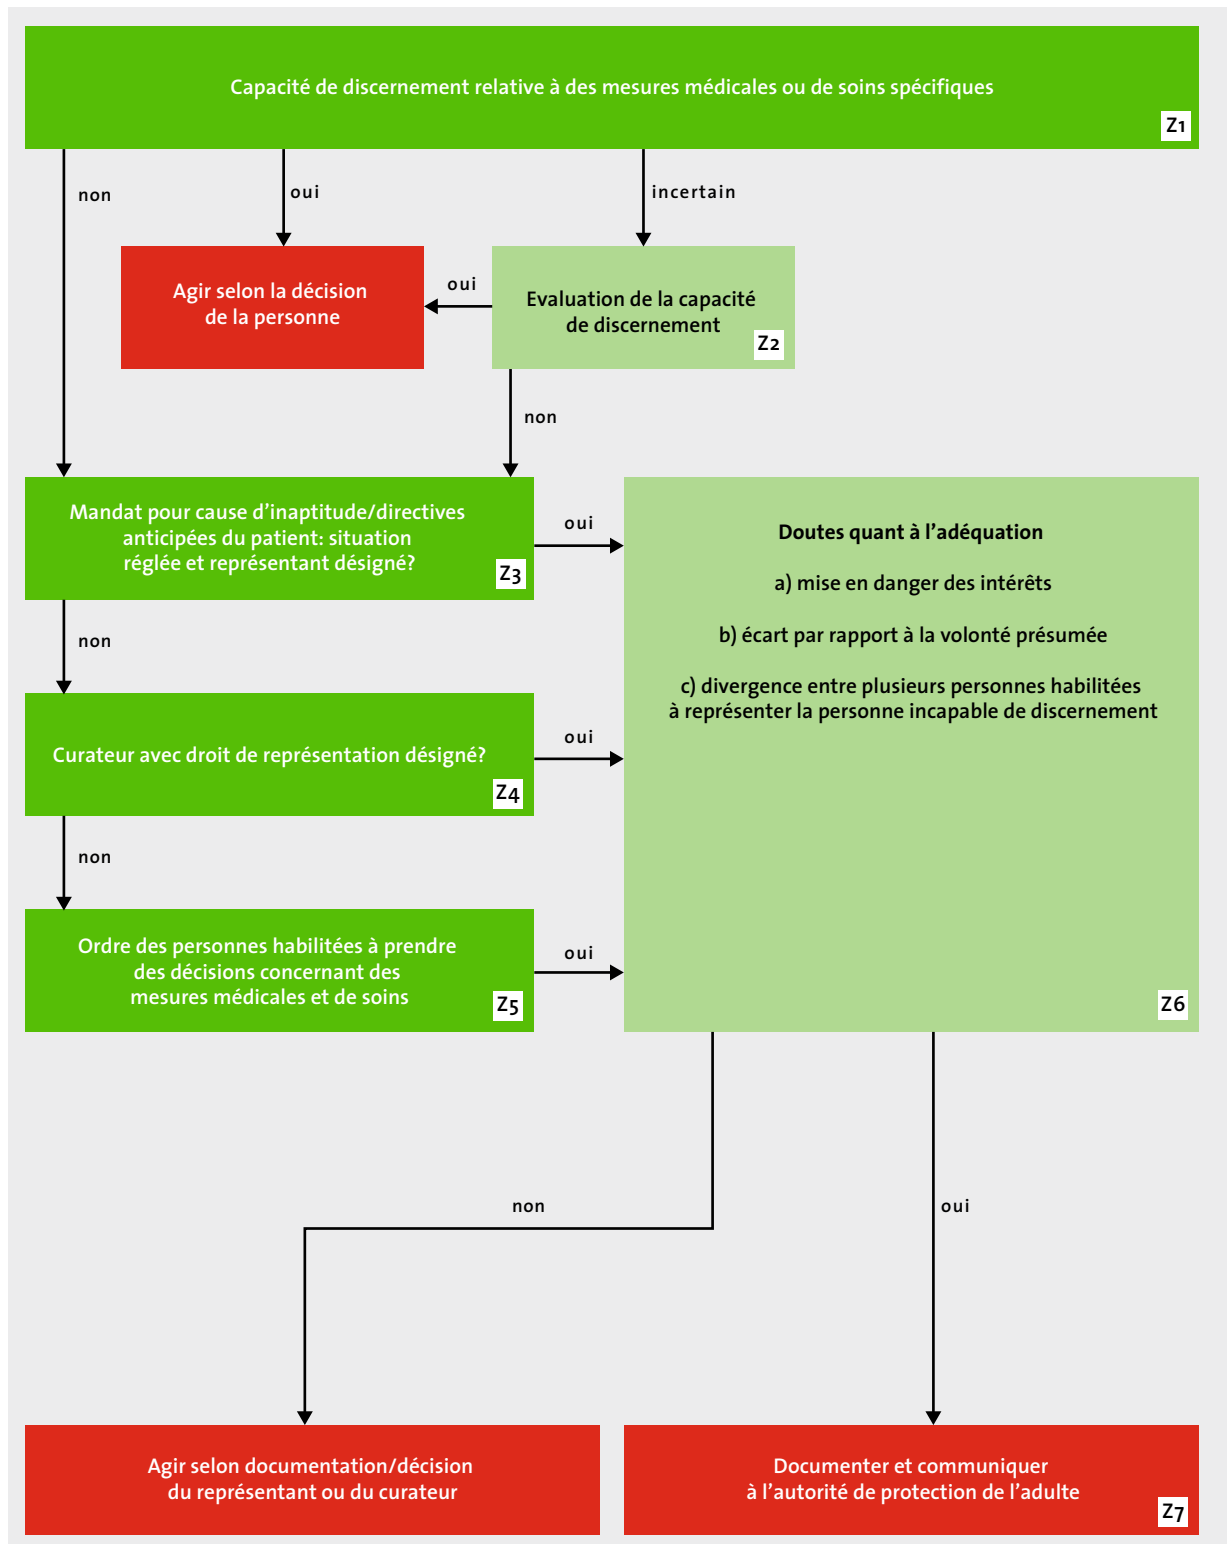 Capacité de discernement relative à des mesures médicales ou de soins spécifiques
Z1
non
oui
incertain
Agir selon la décision
de la personne
oui
Evaluation de la capacité
de discernement
Z2
non
Mandat pour cause d’inaptitude/directives
anticipées du patient: situation
réglée et représentant désigné?
Z3
oui
Doutes quant à l’adéquation
a) mise en danger des intérêts
b) écart par rapport à la volonté présumée
c) divergence entre plusieurs personnes habilitées
à représenter la personne incapable de discernement
Z6
non
Curateur avec droit de représentation désigné?
Z4
oui
non
Ordre des personnes habilitées à prendre
des décisions concernant des
mesures médicales et de soins
Z5
oui
non
oui
Agir selon documentation/décision
du représentant ou du curateur
Documenter et communiquer
à l’autorité de protection de l’adulte
Z7